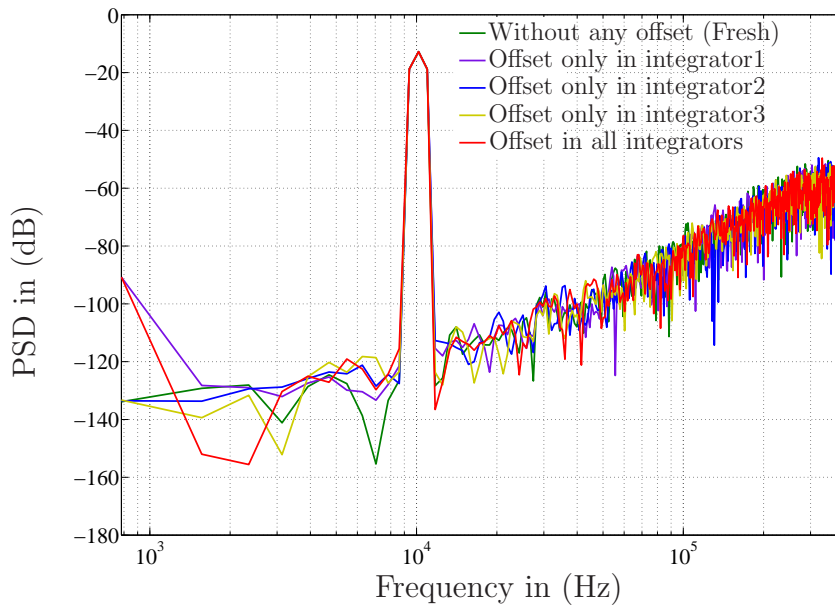 0
−20
−40
−60
−80
−100
−120
−140
−160
−180
PSD in (dB)
Without any offset (Fresh)
Offset only in integrator1
Offset only in integrator2
Offset only in integrator3
Offset in all integrators
10³
10⁴
10⁵
Frequency in (Hz)